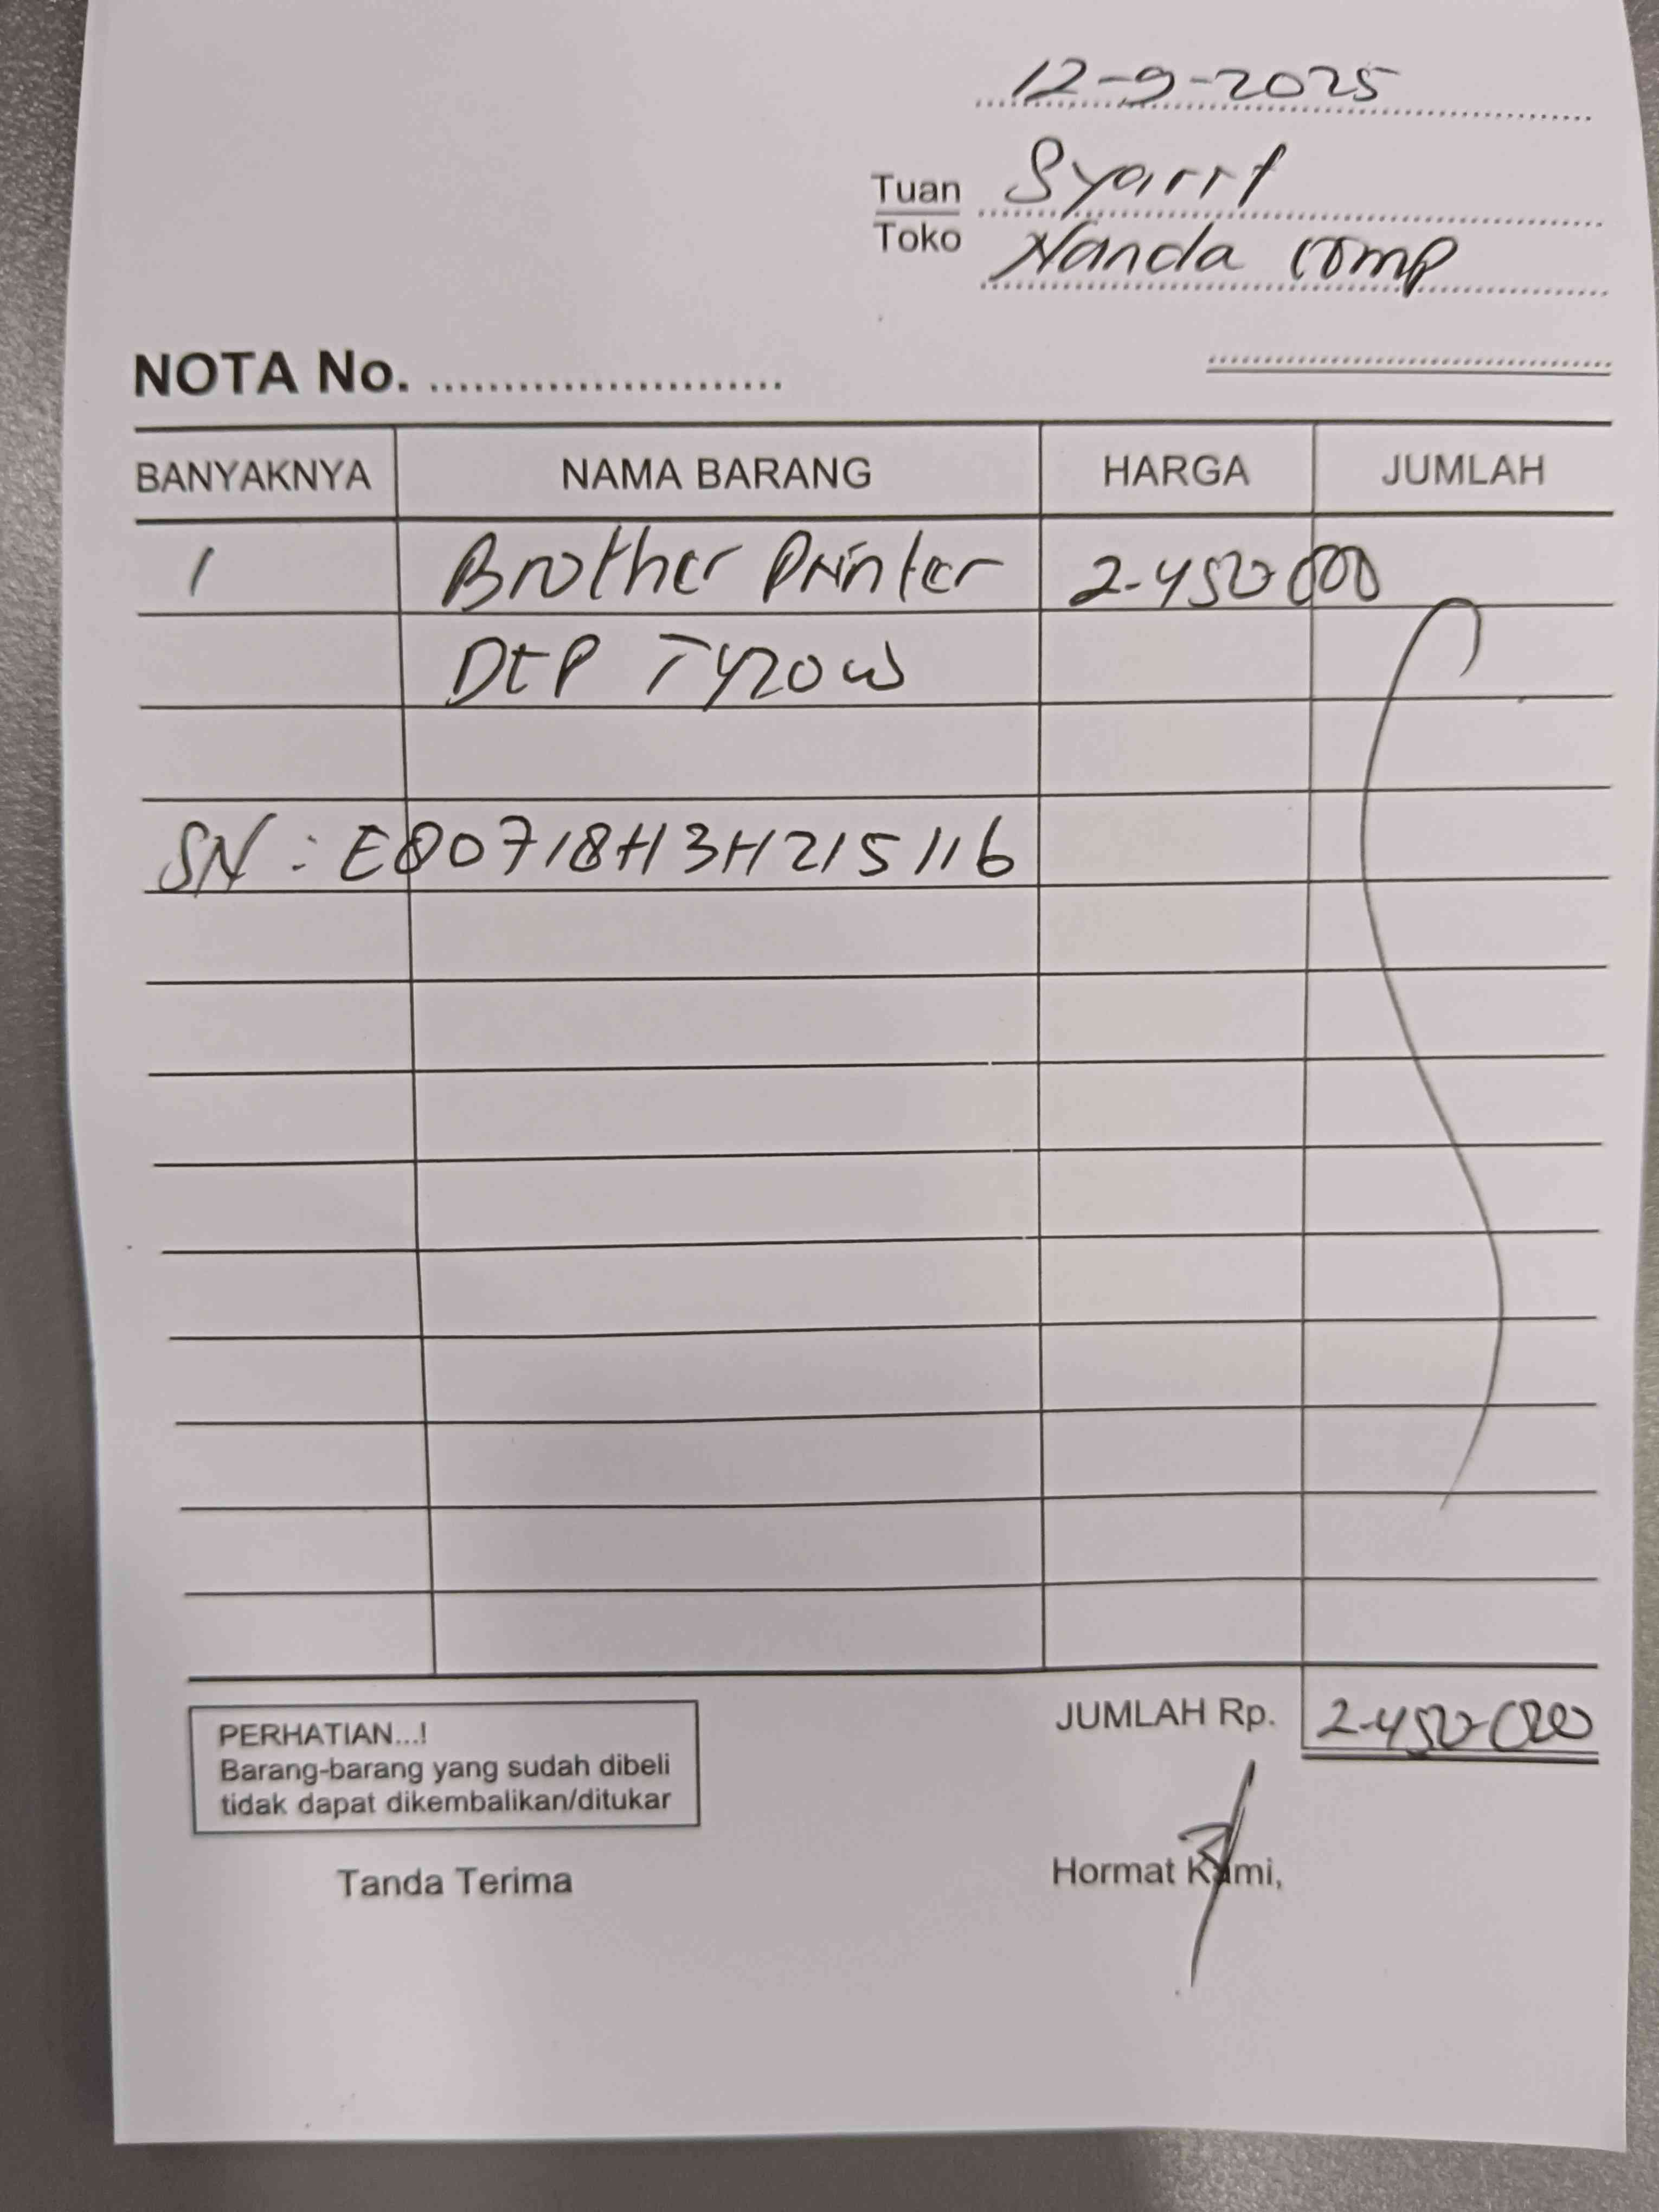 12-9-2025
Tuan Syarif
Toko Nanda comp
NOTA No. ........................
BANYAKNYA NAMA BARANG HARGA JUMLAH
1 Brother Printer 2.450.000
DCP T420W
SN : E80718H3H215116
JUMLAH Rp. 2.450.000
PERHATIAN...!
Barang-barang yang sudah dibeli
tidak dapat dikembalikan/ditukar
Tanda Terima Hormat Kami,